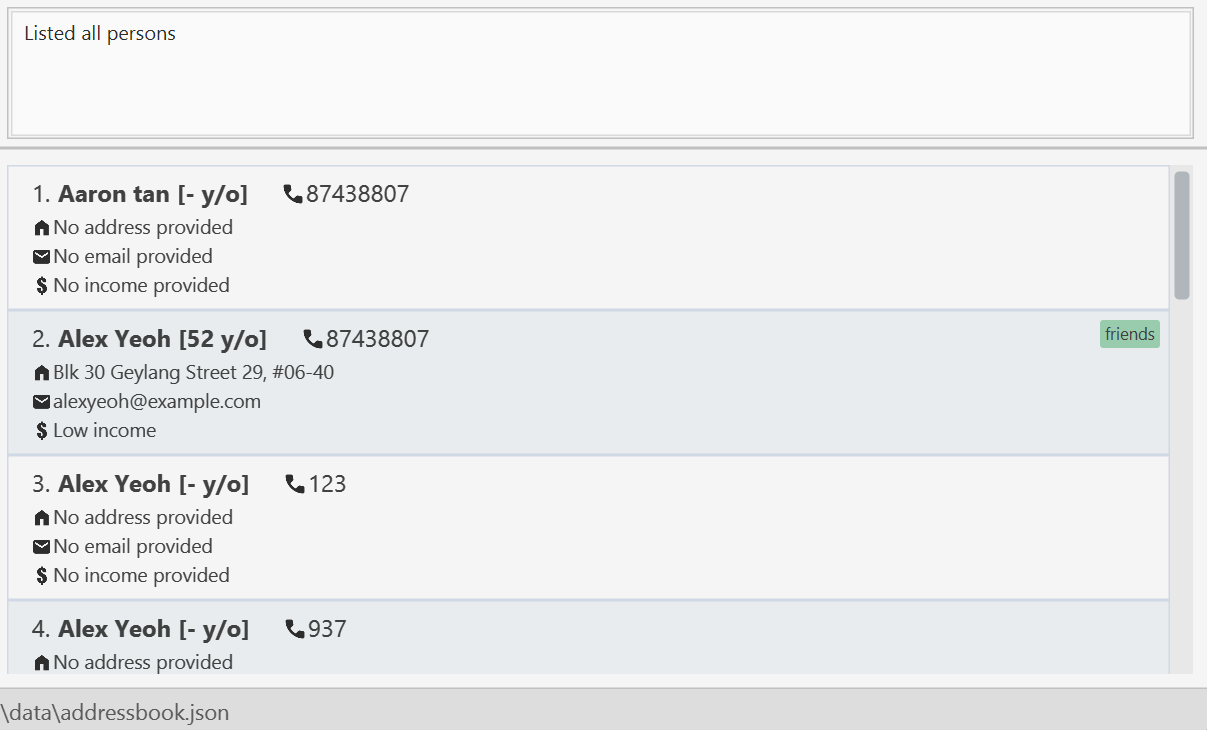 Listed all persons
1. Aaron tan [- y/o] 87438807
No address provided
No email provided
No income provided
2. Alex Yeoh [52 y/o] 87438807 friends
Blk 30 Geylang Street 29, #06-40
alexyeoh@example.com
Low income
3. Alex Yeoh [- y/o] 123
No address provided
No email provided
No income provided
4. Alex Yeoh [- y/o] 937
No address provided
\data\addressbook.json